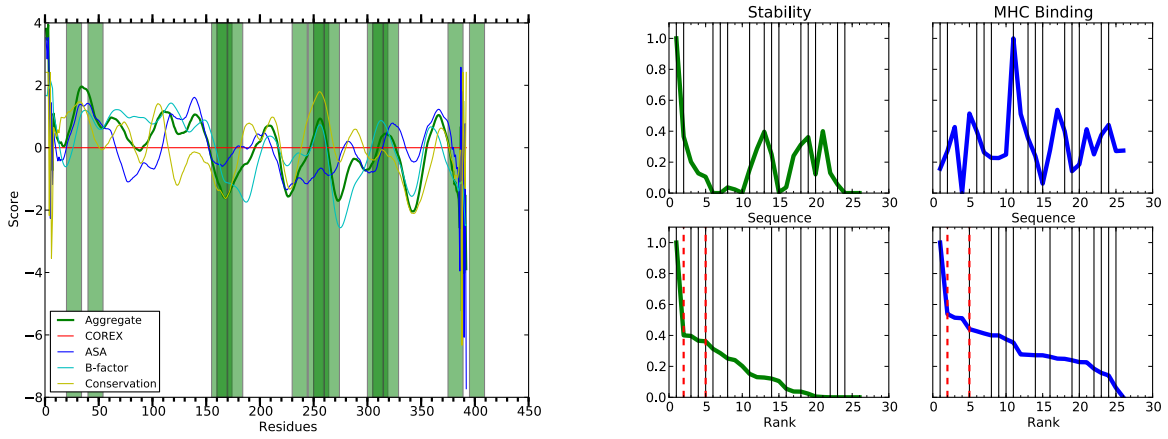 4
2
0
−2
−4
−6
−8
Score
0 50 100 150 200 250 300 350 400 450
Residues
Aggregate
COREX
ASA
B-factor
Conservation
Stability
1.0
0.8
0.6
0.4
0.2
0.0
0 5 10 15 20 25 30
Sequence
MHC Binding
0 5 10 15 20 25 30
Sequence
1.0
0.8
0.6
0.4
0.2
0.0
0 5 10 15 20 25 30
Rank
0 5 10 15 20 25 30
Rank